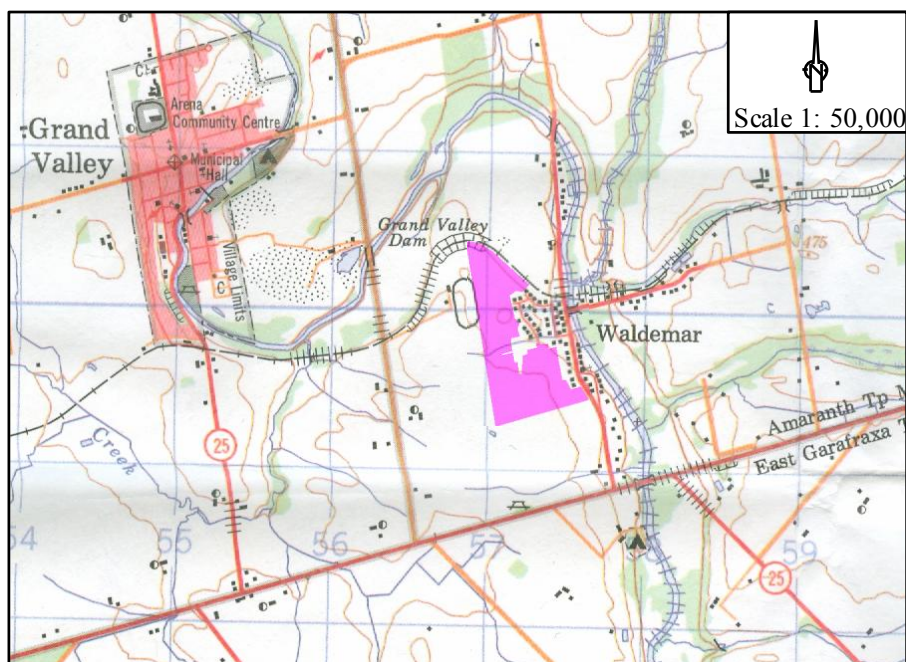 N
Scale 1: 50,000
C
Arena
Community Centre
Grand
Valley
Municipal
Hall
Grand Valley
Dam
Village Limits
C
475
Waldemar
Amaranth Tp
East Garafraxa T
25
Creek
54
55
56
57
59
25